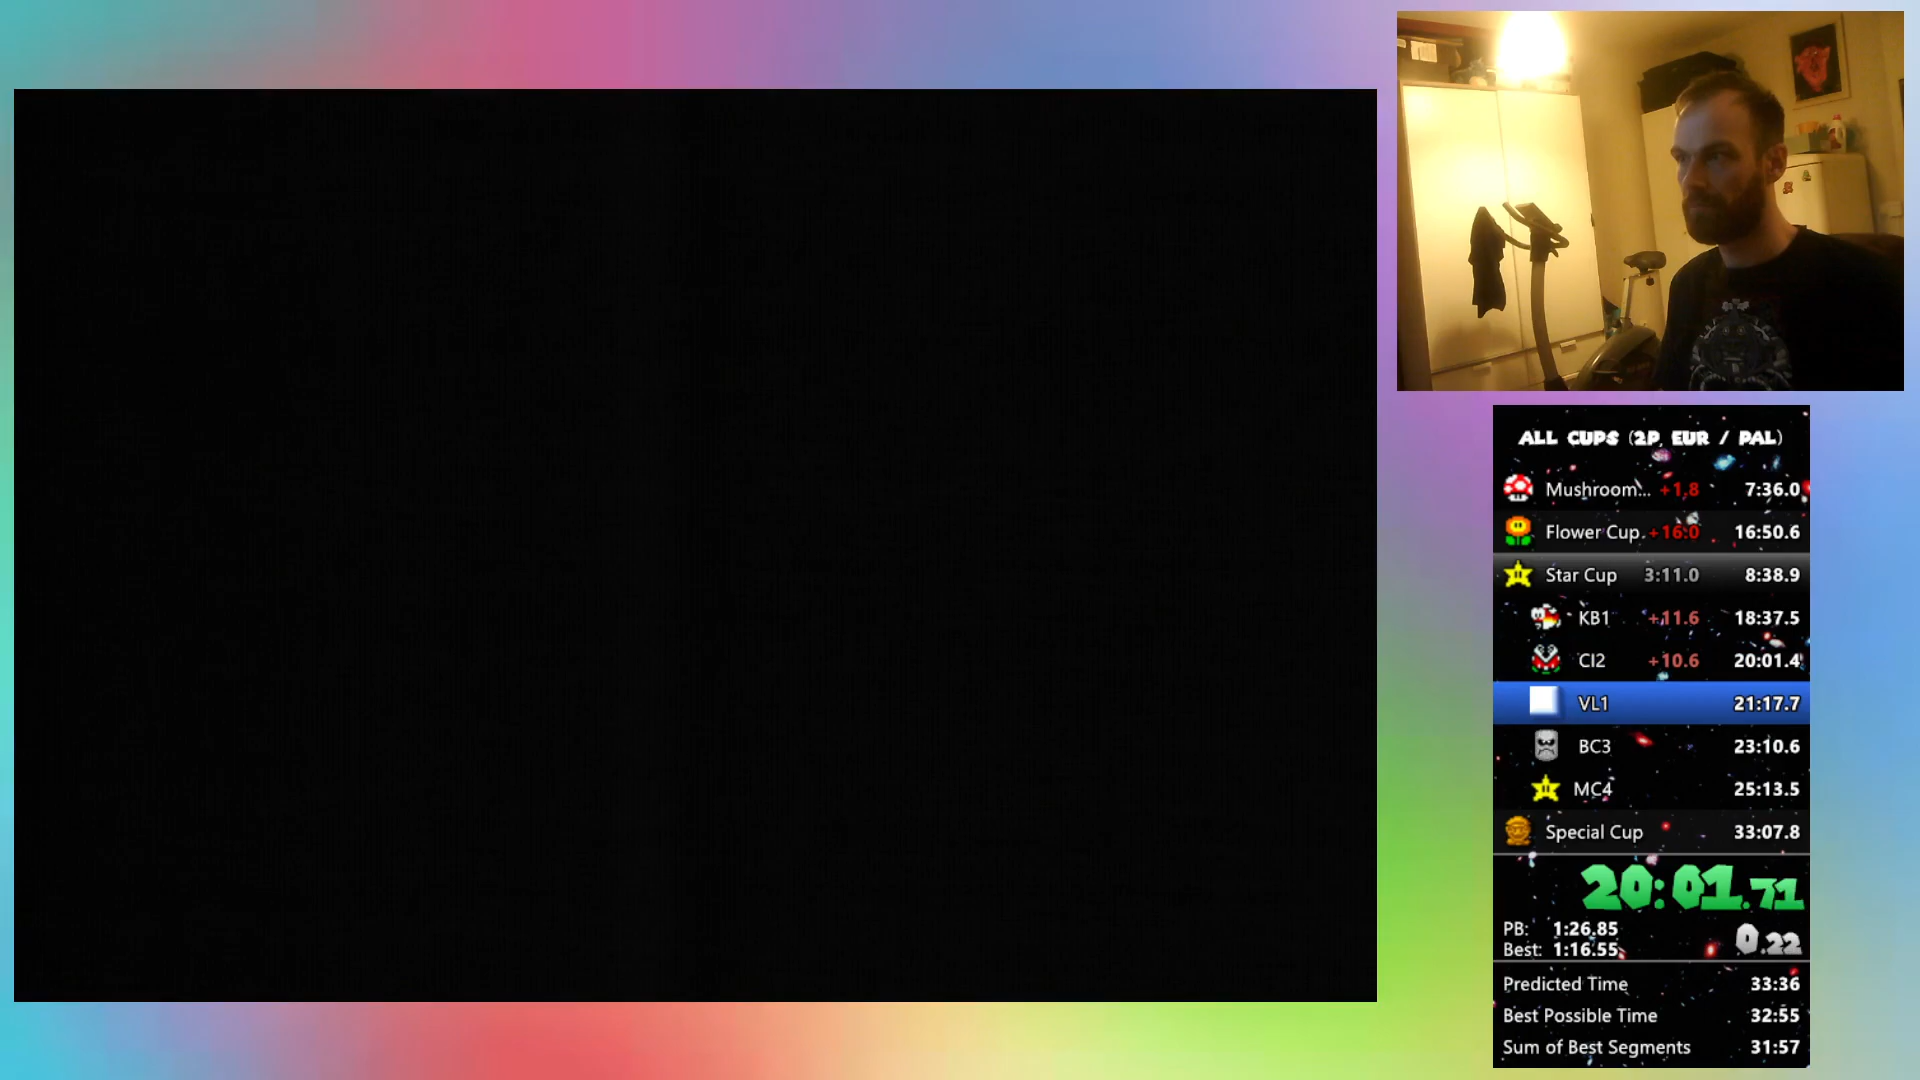 ALL CUPS (2P, EUR / PAL)
Mushroom... +1.8 7:36.0
Flower Cup +16.0 16:50.6
Star Cup 3:11.0 8:38.9
KB1 +11.6 18:37.5
CI2 +10.6 20:01.4
VL1 21:17.7
BC3 23:10.6
MC4 25:13.5
Special Cup 33:07.8
20:01.71
PB: 1:26.85
0.22
Best: 1:16.55
Predicted Time 33:36
Best Possible Time 32:55
Sum of Best Segments 31:57